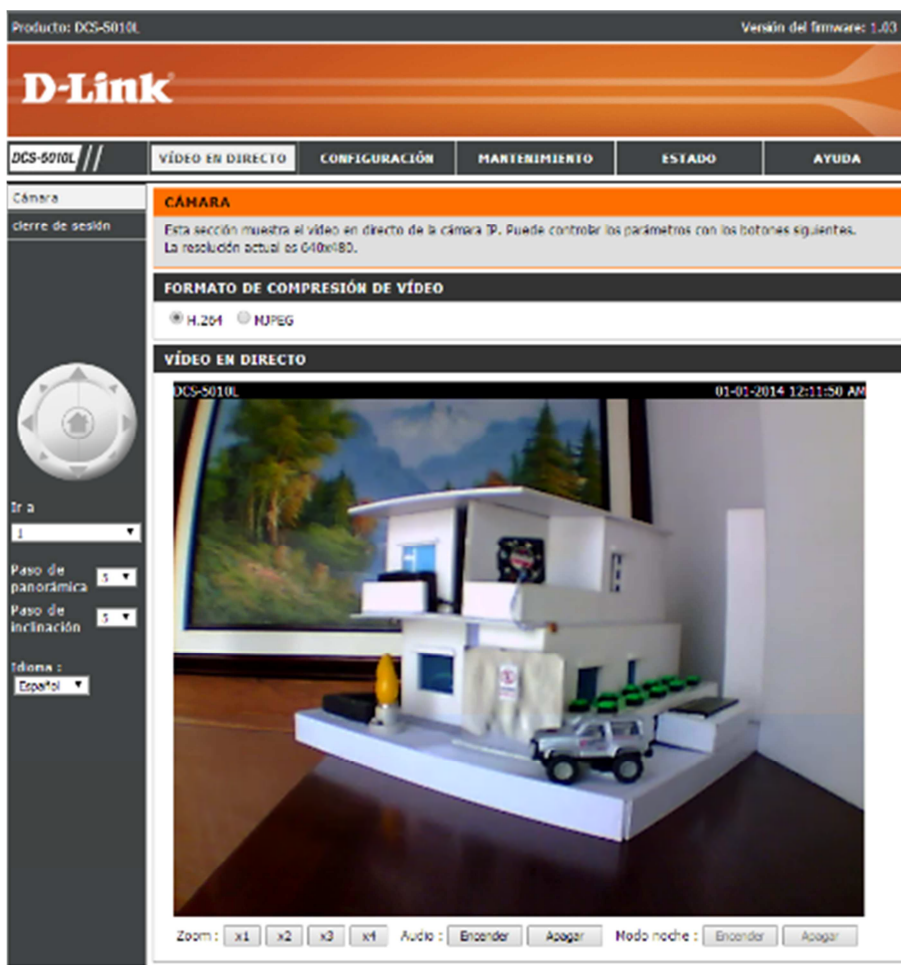 Producto: DCS-5010L
Versión del firmware: 1.03
D-Link
DCS-5010L
VÍDEO EN DIRECTO
CONFIGURACIÓN
MANTENIMIENTO
ESTADO
AYUDA
Cámara
cierre de sesión
CÁMARA
Esta sección muestra el vídeo en directo de la cámara IP. Puede controlar los parámetros con los botones siguientes.
La resolución actual es 640x480.
FORMATO DE COMPRESIÓN DE VÍDEO
H.264 MJPEG
VÍDEO EN DIRECTO
DCS-5010L
01-01-2014 12:11:50 AM
Ir a
1
Paso de
panorámica
5
Paso de
inclinación
5
Idioma :
Español
Zoom : x1 x2 x3 x4 Audio : Encender Apagar Modo noche : Encender Apagar